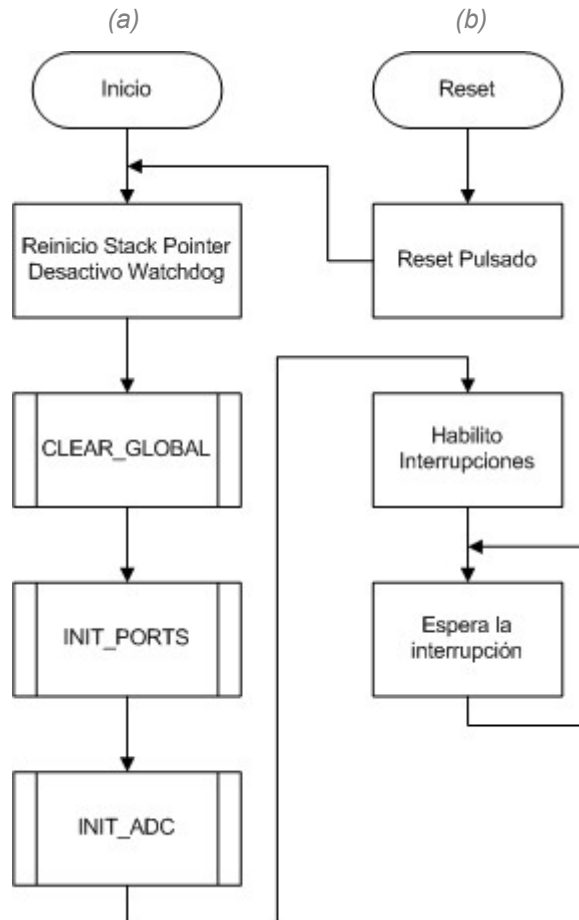 (a)
(b)
Inicio
Reset
Reinicio Stack Pointer
Desactivo Watchdog
Reset Pulsado
CLEAR_GLOBAL
Habilito
Interrupciones
INIT_PORTS
Espera la
interrupción
INIT_ADC